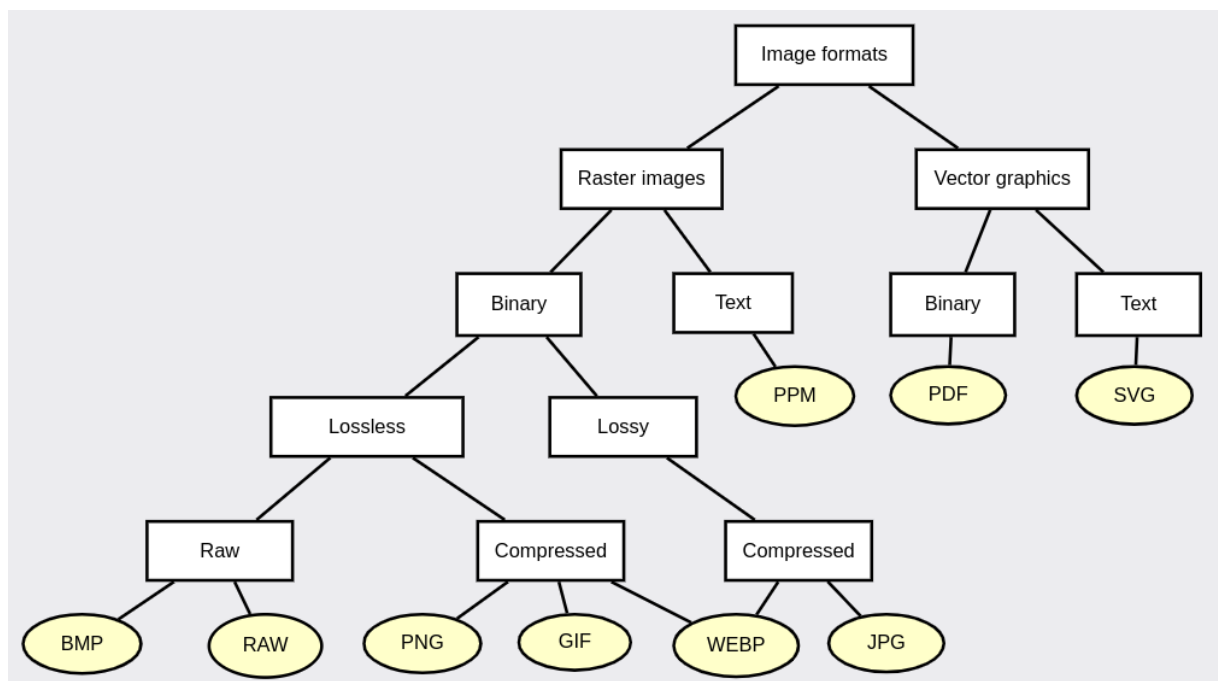 Image formats
Raster images
Vector graphics
Binary
Text
Binary
Text
PPM
PDF
SVG
Lossless
Lossy
Raw
Compressed
Compressed
BMP
RAW
PNG
GIF
WEBP
JPG